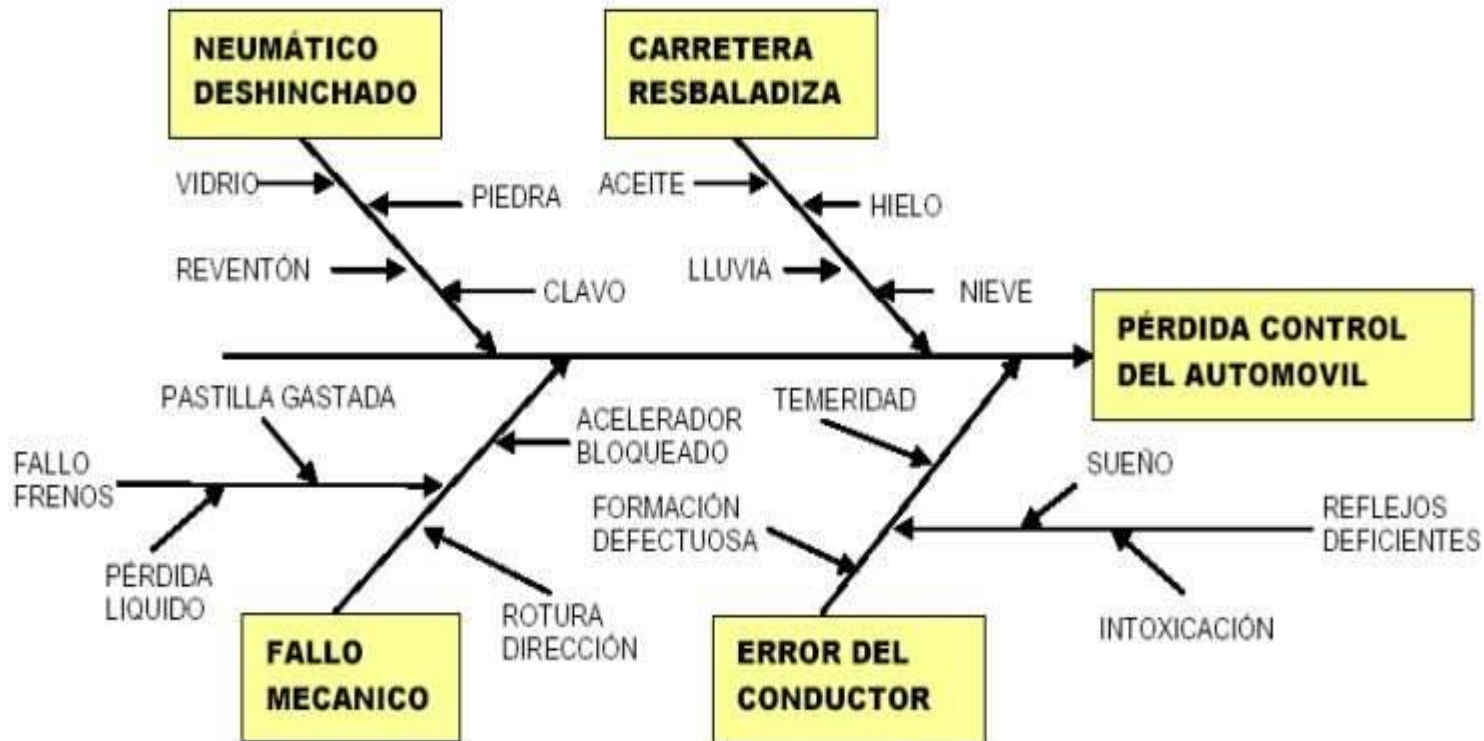 NEUMÁTICO
DESHINCHADO
CARRETERA
RESBALADIZA
VIDRIO
PIEDRA
REVENTÓN
CLAVO
ACEITE
HIELO
LLUVIA
NIEVE
PÉRDIDA CONTROL
DEL AUTOMOVIL
PASTILLA GASTADA
ACELERADOR
BLOQUEADO
FALLO
FRENOS
PÉRDIDA
LIQUIDO
ROTURA
DIRECCIÓN
FALLO
MECANICO
TEMERIDAD
SUEÑO
FORMACIÓN
DEFECTUOSA
REFLEJOS
DEFICIENTES
INTOXICACIÓN
ERROR DEL
CONDUCTOR